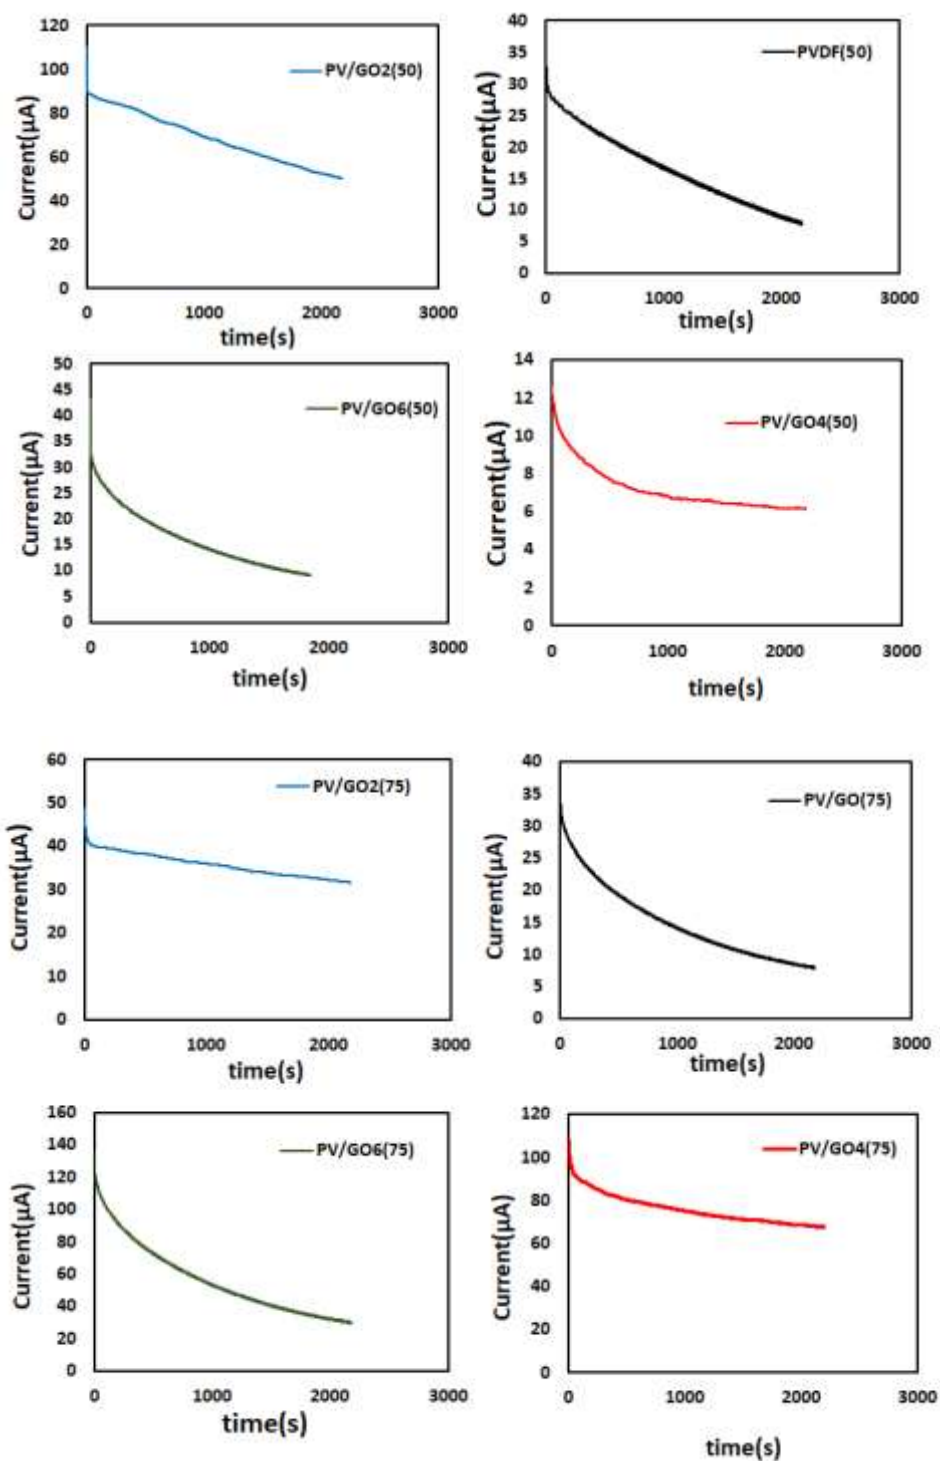 120
100
80
60
40
20
0
Current(µA)
PV/GO2(50)
0 1000 2000 3000
time(s)
40
35
30
25
20
15
10
5
0
Current(µA)
PVDF(50)
0 1000 2000 3000
time(s)
50
45
40
35
30
25
20
15
10
5
0
Current(µA)
PV/GO6(50)
0 1000 2000 3000
time(s)
14
12
10
8
6
4
2
0
Current(µA)
PV/GO4(50)
0 1000 2000 3000
time(s)
60
50
40
30
20
10
0
Current(µA)
PV/GO2(75)
0 1000 2000 3000
time(s)
40
35
30
25
20
15
10
5
0
Current(µA)
PV/GO(75)
0 1000 2000 3000
time(s)
160
140
120
100
80
60
40
20
0
Current(µA)
PV/GO6(75)
0 1000 2000 3000
time(s)
120
100
80
60
40
20
0
Current(µA)
PV/GO4(75)
0 1000 2000 3000
time(s)